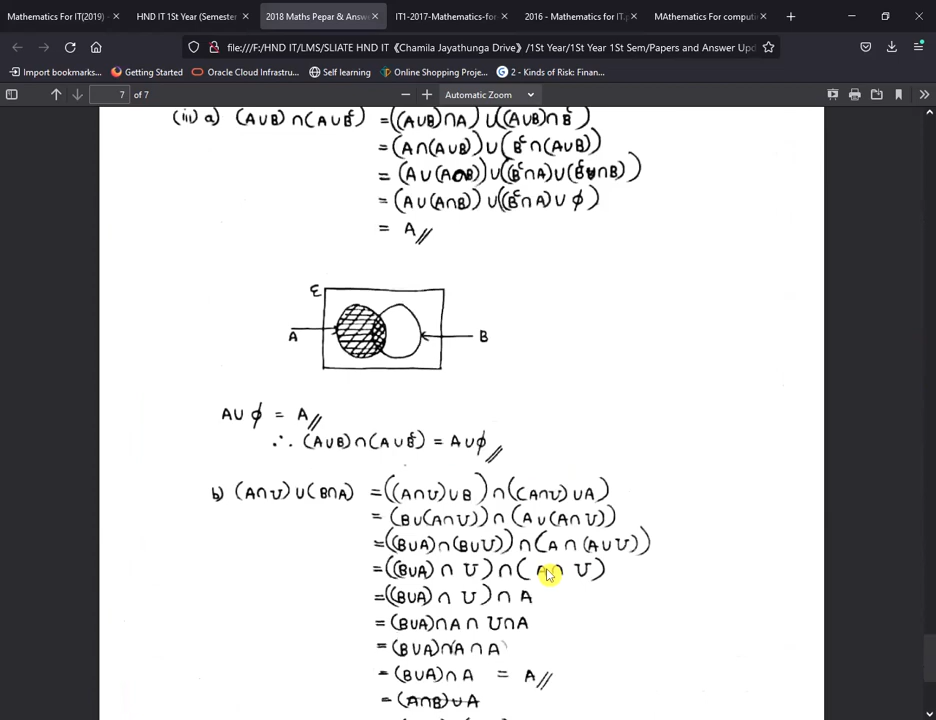 Mathematics For IT(2019) -
HND IT 1St Year (Semester
2018 Maths Pepar & Answe
IT1-2017-Mathematics-for-
2016 - Mathematics for IT.p
MAthematics For computi
file:///F:/HND IT/LMS/SLIATE HND IT《Chamila Jayathunga Drive》/1St Year/1St Year 1St Sem/Papers and Answer Upd
Import bookmarks...
Getting Started
Oracle Cloud Infrastru...
Self learning
Online Shopping Proje...
2 - Kinds of Risk: Finan...
7 of 7
Automatic Zoom
(iii) a) (A∪B) ∩(A∪Bᶜ) =((A∪B)∩A) ∪((A∪B)∩Bᶜ)
=(A∩(A∪B))∪(Bᶜ∩(A∪B))
= (A∪(A∩B))∪((Bᶜ∩A)∪(Bᶜ∩B))
= (A∪(A∩B)) ∪((Bᶜ∩A)∪ ϕ)
= A//
ε
A
B
A∪ ϕ = A//
∴ (A∪B)∩(A∪Bᶜ) = A∪ϕ//
b) (A∩U)∪(B∩A) =((A∩U)∪B)∩((A∩U)∪A)
= (B∪(A∩U))∩(A∪(A∩U))
=((B∪A)∩(B∪U))∩(A∩(A∪U))
=((B∪A)∩ U)∩(A∩ U)
=((B∪A)∩ U)∩ A
= (B∪A)∩A∩ U∩A
= (B∪A)∩A∩A
= (B∪A)∩A = A//
= (A∩B)∪A